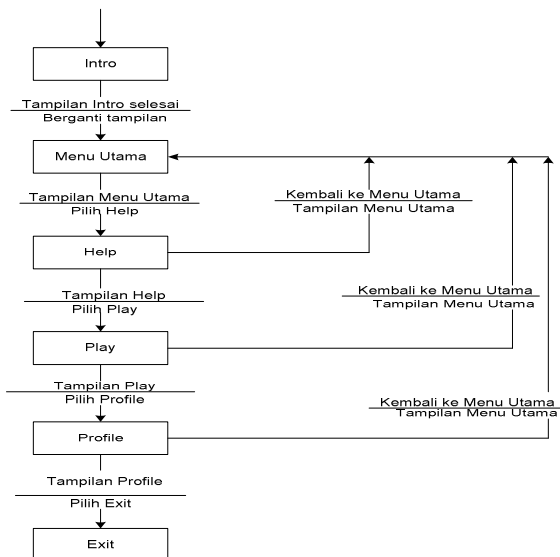 Intro
Tampilan Intro selesai
Berganti tampilan
Menu Utama
Tampilan Menu Utama
Pilih Help
Kembali ke Menu Utama
Tampilan Menu Utama
Help
Tampilan Help
Pilih Play
Kembali ke Menu Utama
Tampilan Menu Utama
Play
Tampilan Play
Pilih Profile
Kembali ke Menu Utama
Tampilan Menu Utama
Profile
Tampilan Profile
Pilih Exit
Exit